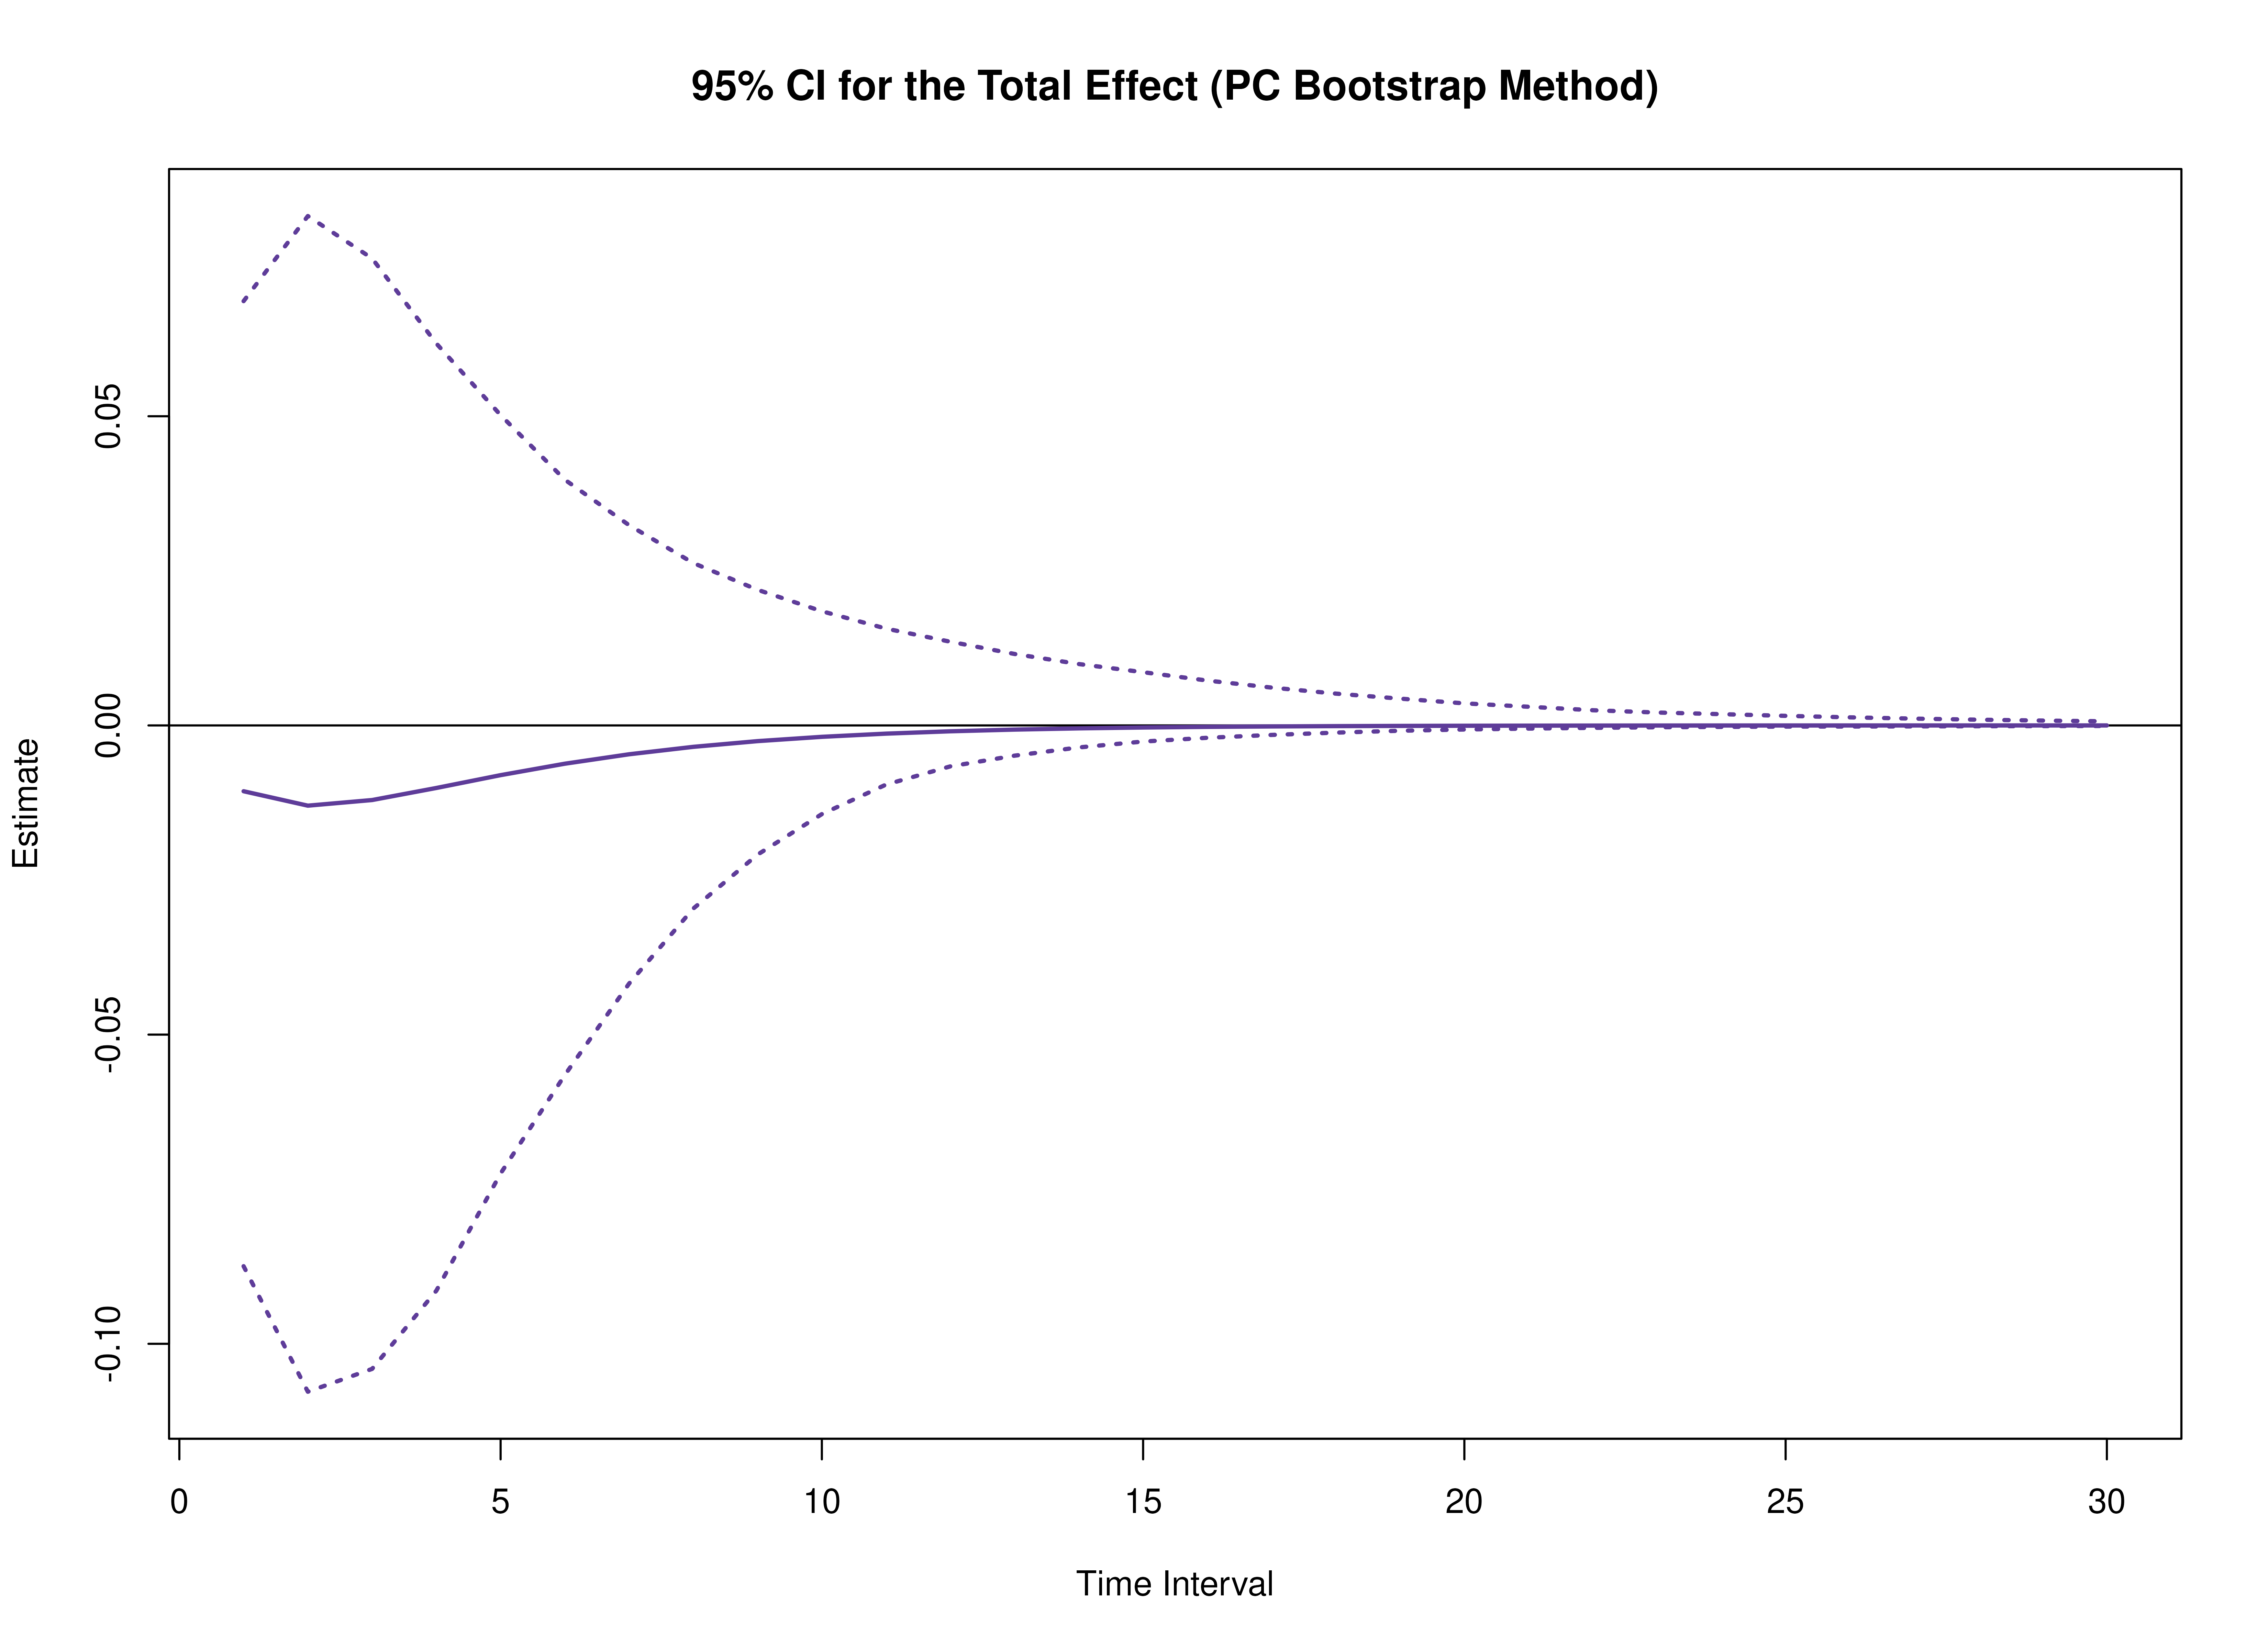 95% CI for the Total Effect (PC Bootstrap Method)
0.05
0.00
-0.05
-0.10
Estimate
0 5 10 15 20 25 30
Time Interval